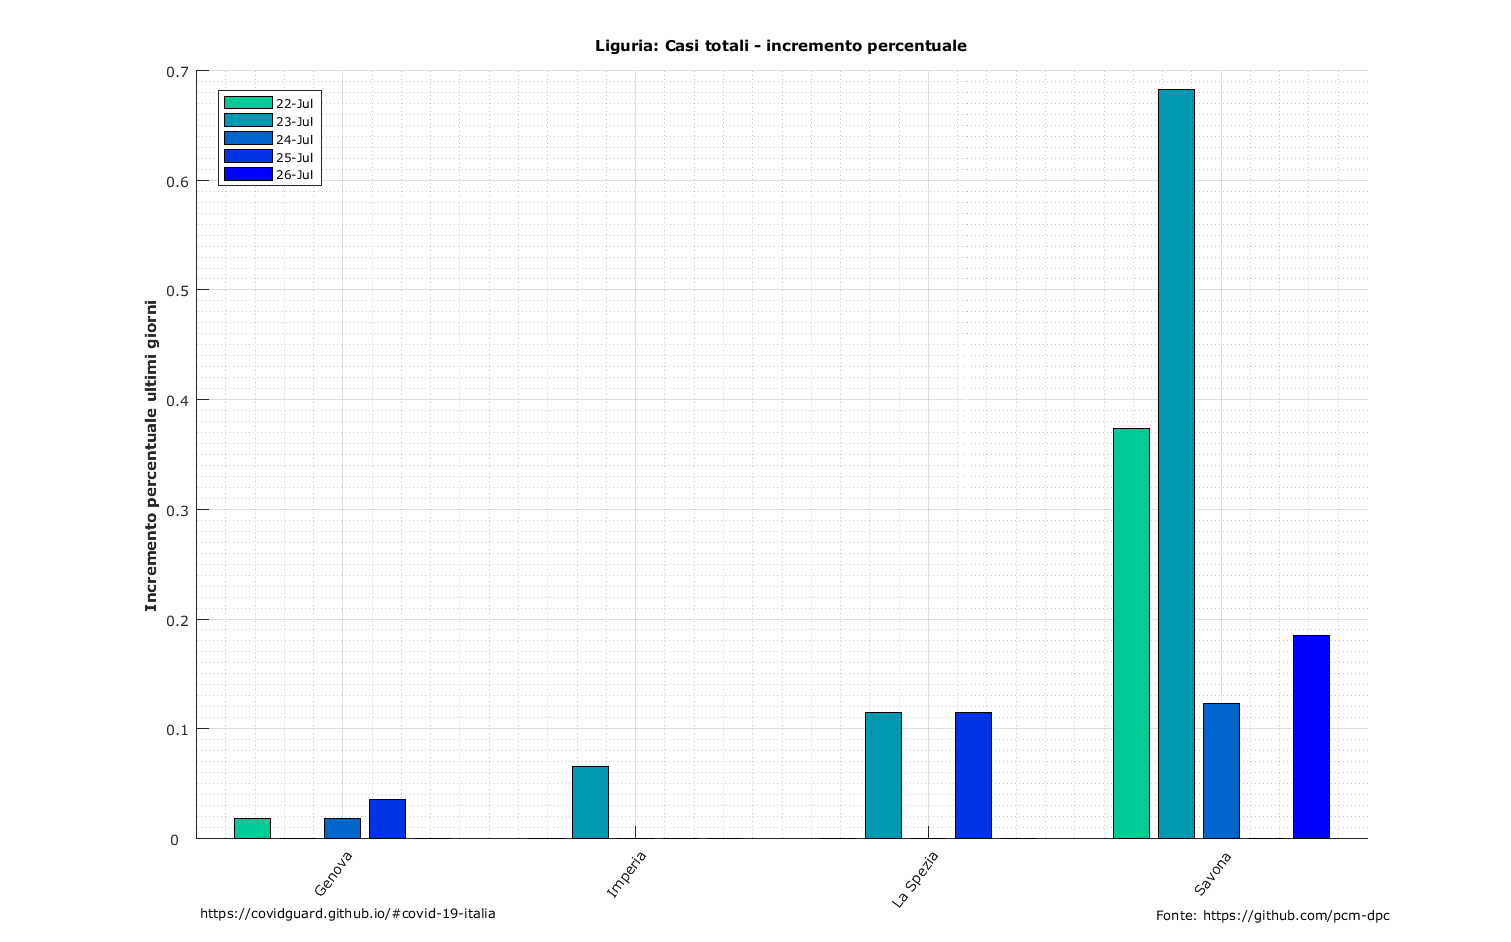 Liguria: Casi totali - incremento percentuale
0.7
0.6
0.5
0.4
0.3
0.2
0.1
0
Incremento percentuale ultimi giorni
22-Jul
23-Jul
24-Jul
25-Jul
26-Jul
Genova
Imperia
La Spezia
Savona
https://covidguard.github.io/#covid-19-italia
Fonte: https://github.com/pcm-dpc